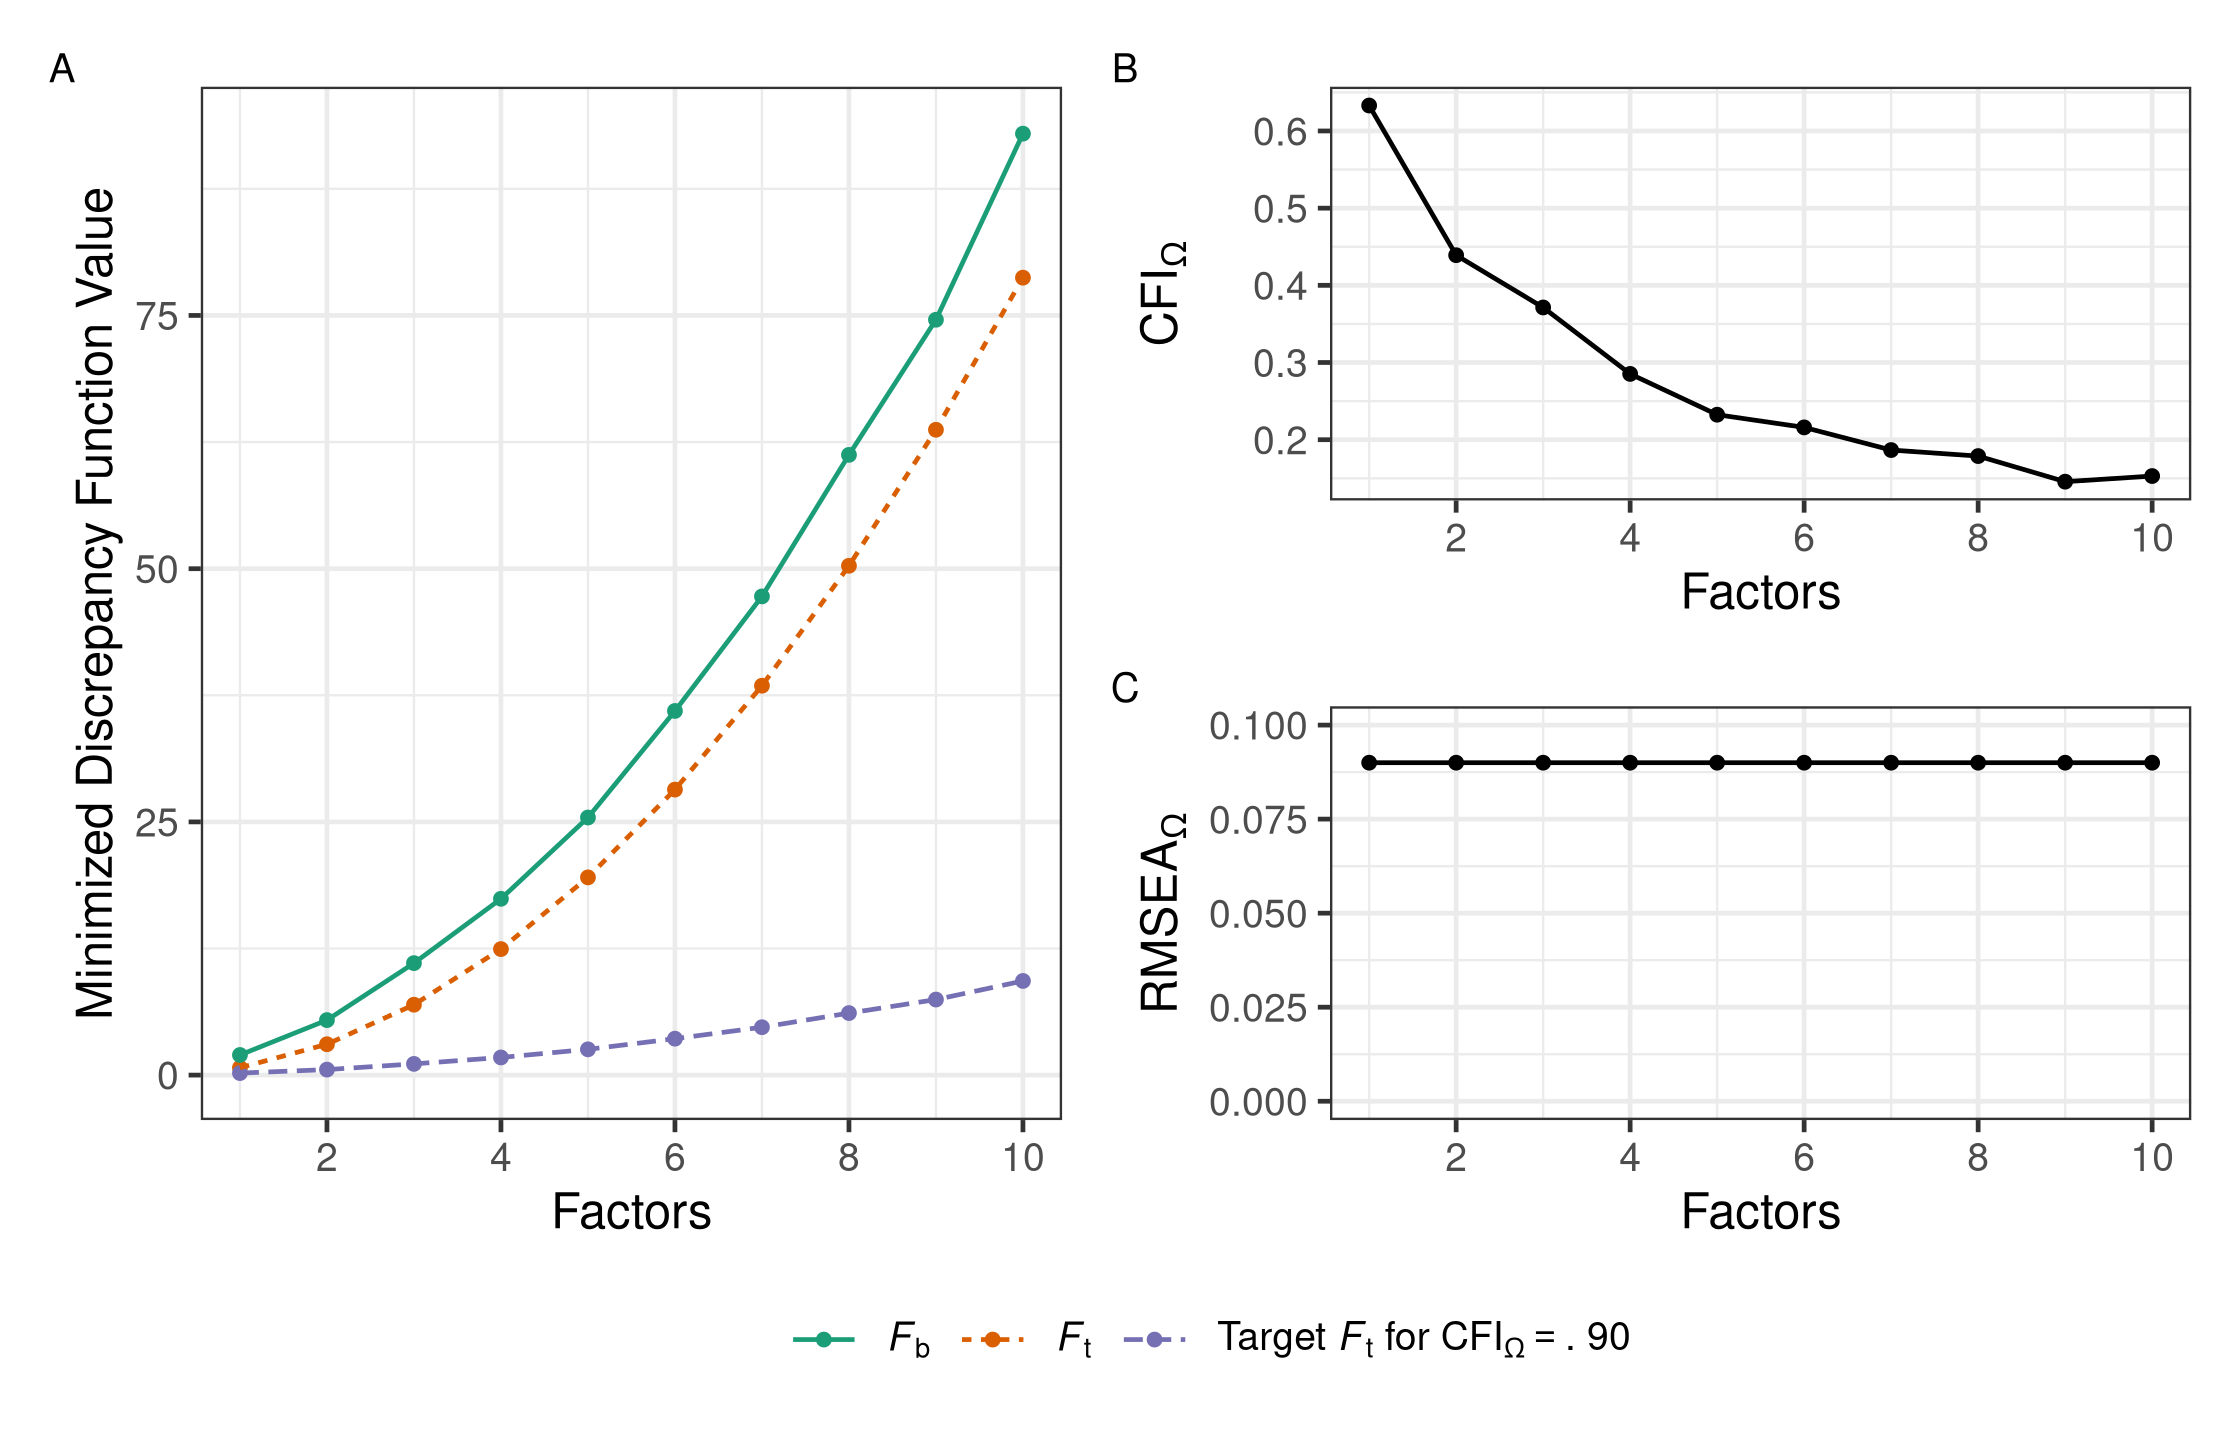 A
Minimized Discrepancy Function Value
75
50
25
0
2 4 6 8 10
Factors
B
CFIΩ
0.6
0.5
0.4
0.3
0.2
2 4 6 8 10
Factors
C
RMSEAΩ
0.100
0.075
0.050
0.025
0.000
2 4 6 8 10
Factors
Fb Ft Target Ft for CFIΩ = . 90